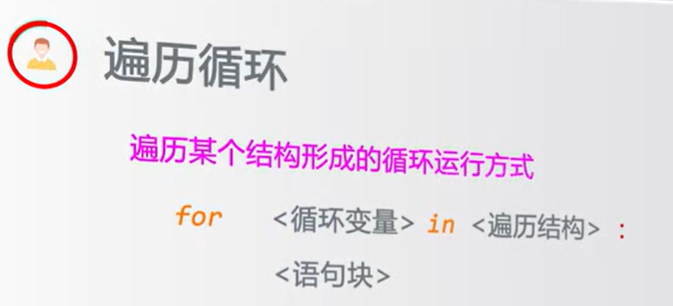 遍历循环
遍历某个结构形成的循环运行方式
for <循环变量> in <遍历结构> :
<语句块>